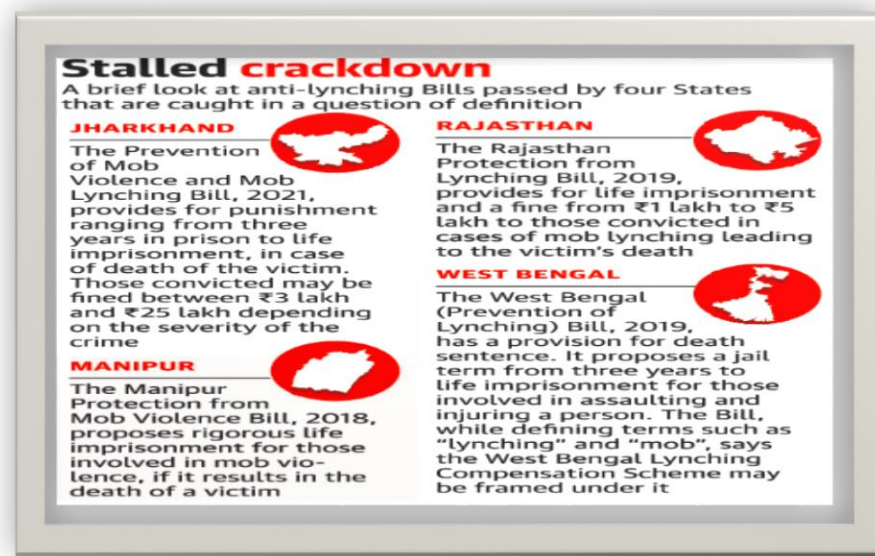 Stalled crackdown
A brief look at anti-lynching Bills passed by four States
that are caught in a question of definition
JHARKHAND
The Prevention
of Mob
Violence and Mob
Lynching Bill, 2021,
provides for punishment
ranging from three
years in prison to life
imprisonment, in case
of death of the victim.
Those convicted may be
fined between ₹3 lakh
and ₹25 lakh depending
on the severity of the
crime
MANIPUR
The Manipur
Protection from
Mob Violence Bill, 2018,
proposes rigorous life
imprisonment for those
involved in mob vio-
lence, if it results in the
death of a victim
RAJASTHAN
The Rajasthan
Protection from
Lynching Bill, 2019,
provides for life imprisonment
and a fine from ₹1 lakh to ₹5
lakh to those convicted in
cases of mob lynching leading
to the victim's death
WEST BENGAL
The West Bengal
(Prevention of
Lynching) Bill, 2019,
has a provision for death
sentence. It proposes a jail
term from three years to
life imprisonment for those
involved in assaulting and
injuring a person. The Bill,
while defining terms such as
“lynching” and “mob”, says
the West Bengal Lynching
Compensation Scheme may
be framed under it